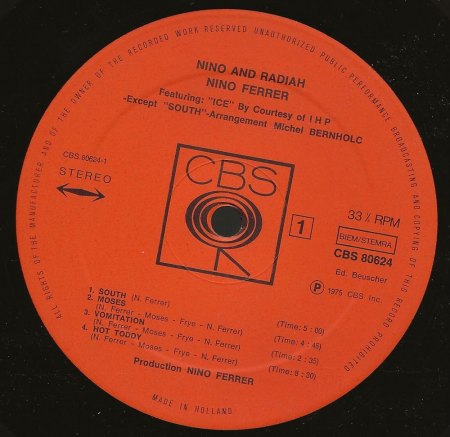 ALL RIGHTS OF THE MANUFACTURER AND OF THE OWNER OF THE RECORDED WORK RESERVED UNAUTHORIZED PUBLIC PERFORMANCE BROADCASTING AND COPYING OF THIS RECORD PROHIBITED
NINO AND RADIAH
NINO FERRER
Featuring: "ICE" By Courtesy of I H P
-Except "SOUTH"-Arrangement Michel BERNHOLC
CBS 80624-1
STEREO
CBS
1
33⅓ RPM
BIEM/STEMRA
CBS 80624
Ed. Beuscher
℗ 1975 CBS Inc.
1. SOUTH (N. Ferrer) (Time: 5 : 00)
2. MOSES
(N. Ferrer - Moses - Frye - N. Ferrer) (Time: 4 : 45)
3. VOMITATION
(N. Ferrer - Moses - Frye - N. Ferrer) (Time: 2 : 35)
4. HOT TODDY
(N. Ferrer - Moses - Frye - N. Ferrer) (Time: 8 : 30)
Production NINO FERRER
MADE IN HOLLAND